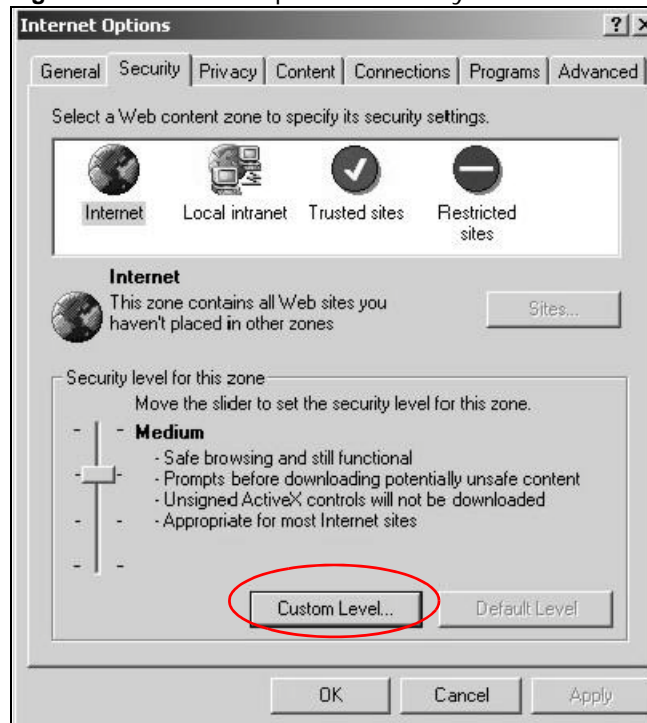 Internet Options
General Security Privacy Content Connections Programs Advanced
Select a Web content zone to specify its security settings.
Internet Local intranet Trusted sites Restricted sites
Internet
This zone contains all Web sites you
haven't placed in other zones
Sites...
Security level for this zone
Move the slider to set the security level for this zone.
Medium
- Safe browsing and still functional
- Prompts before downloading potentially unsafe content
- Unsigned ActiveX controls will not be downloaded
- Appropriate for most Internet sites
Custom Level... Default Level
OK Cancel Apply